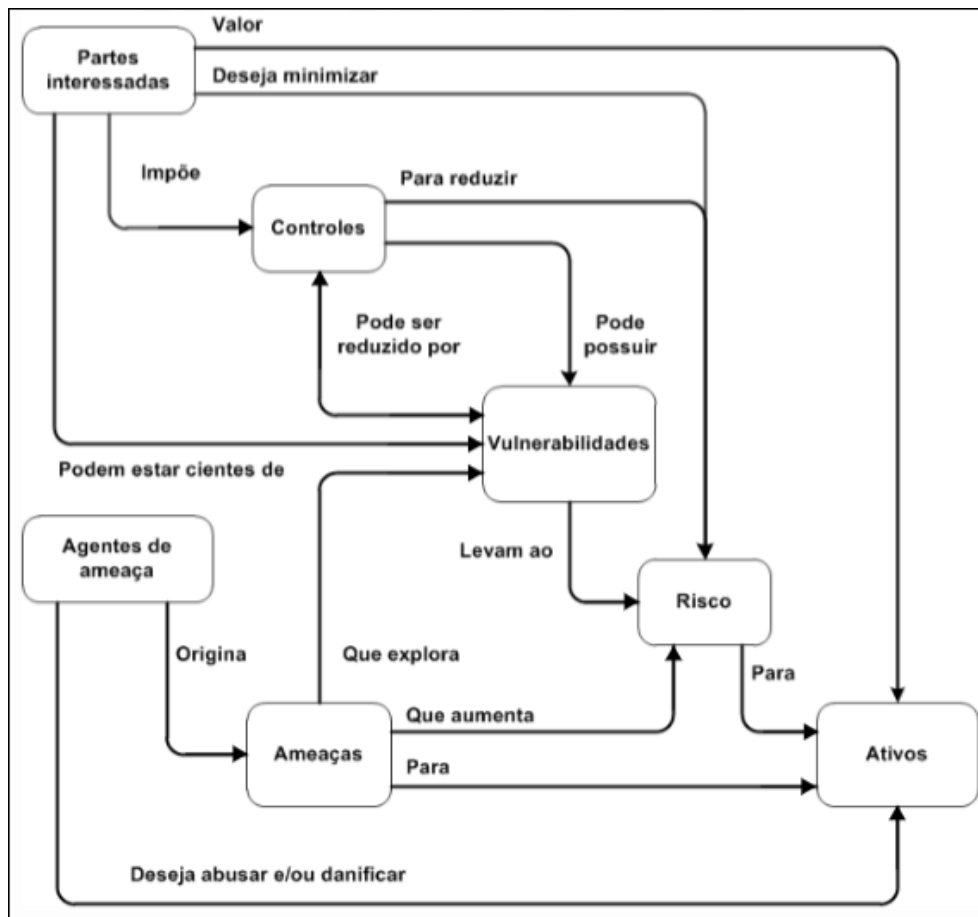 Valor
Partes
interessadas
Deseja minimizar
Impõe
Para reduzir
Controles
Pode ser
reduzido por
Pode
possuir
Vulnerabilidades
Podem estar cientes de
Agentes de
ameaça
Levam ao
Risco
Origina
Que explora
Para
Que aumenta
Ameaças
Para
Ativos
Deseja abusar e/ou danificar